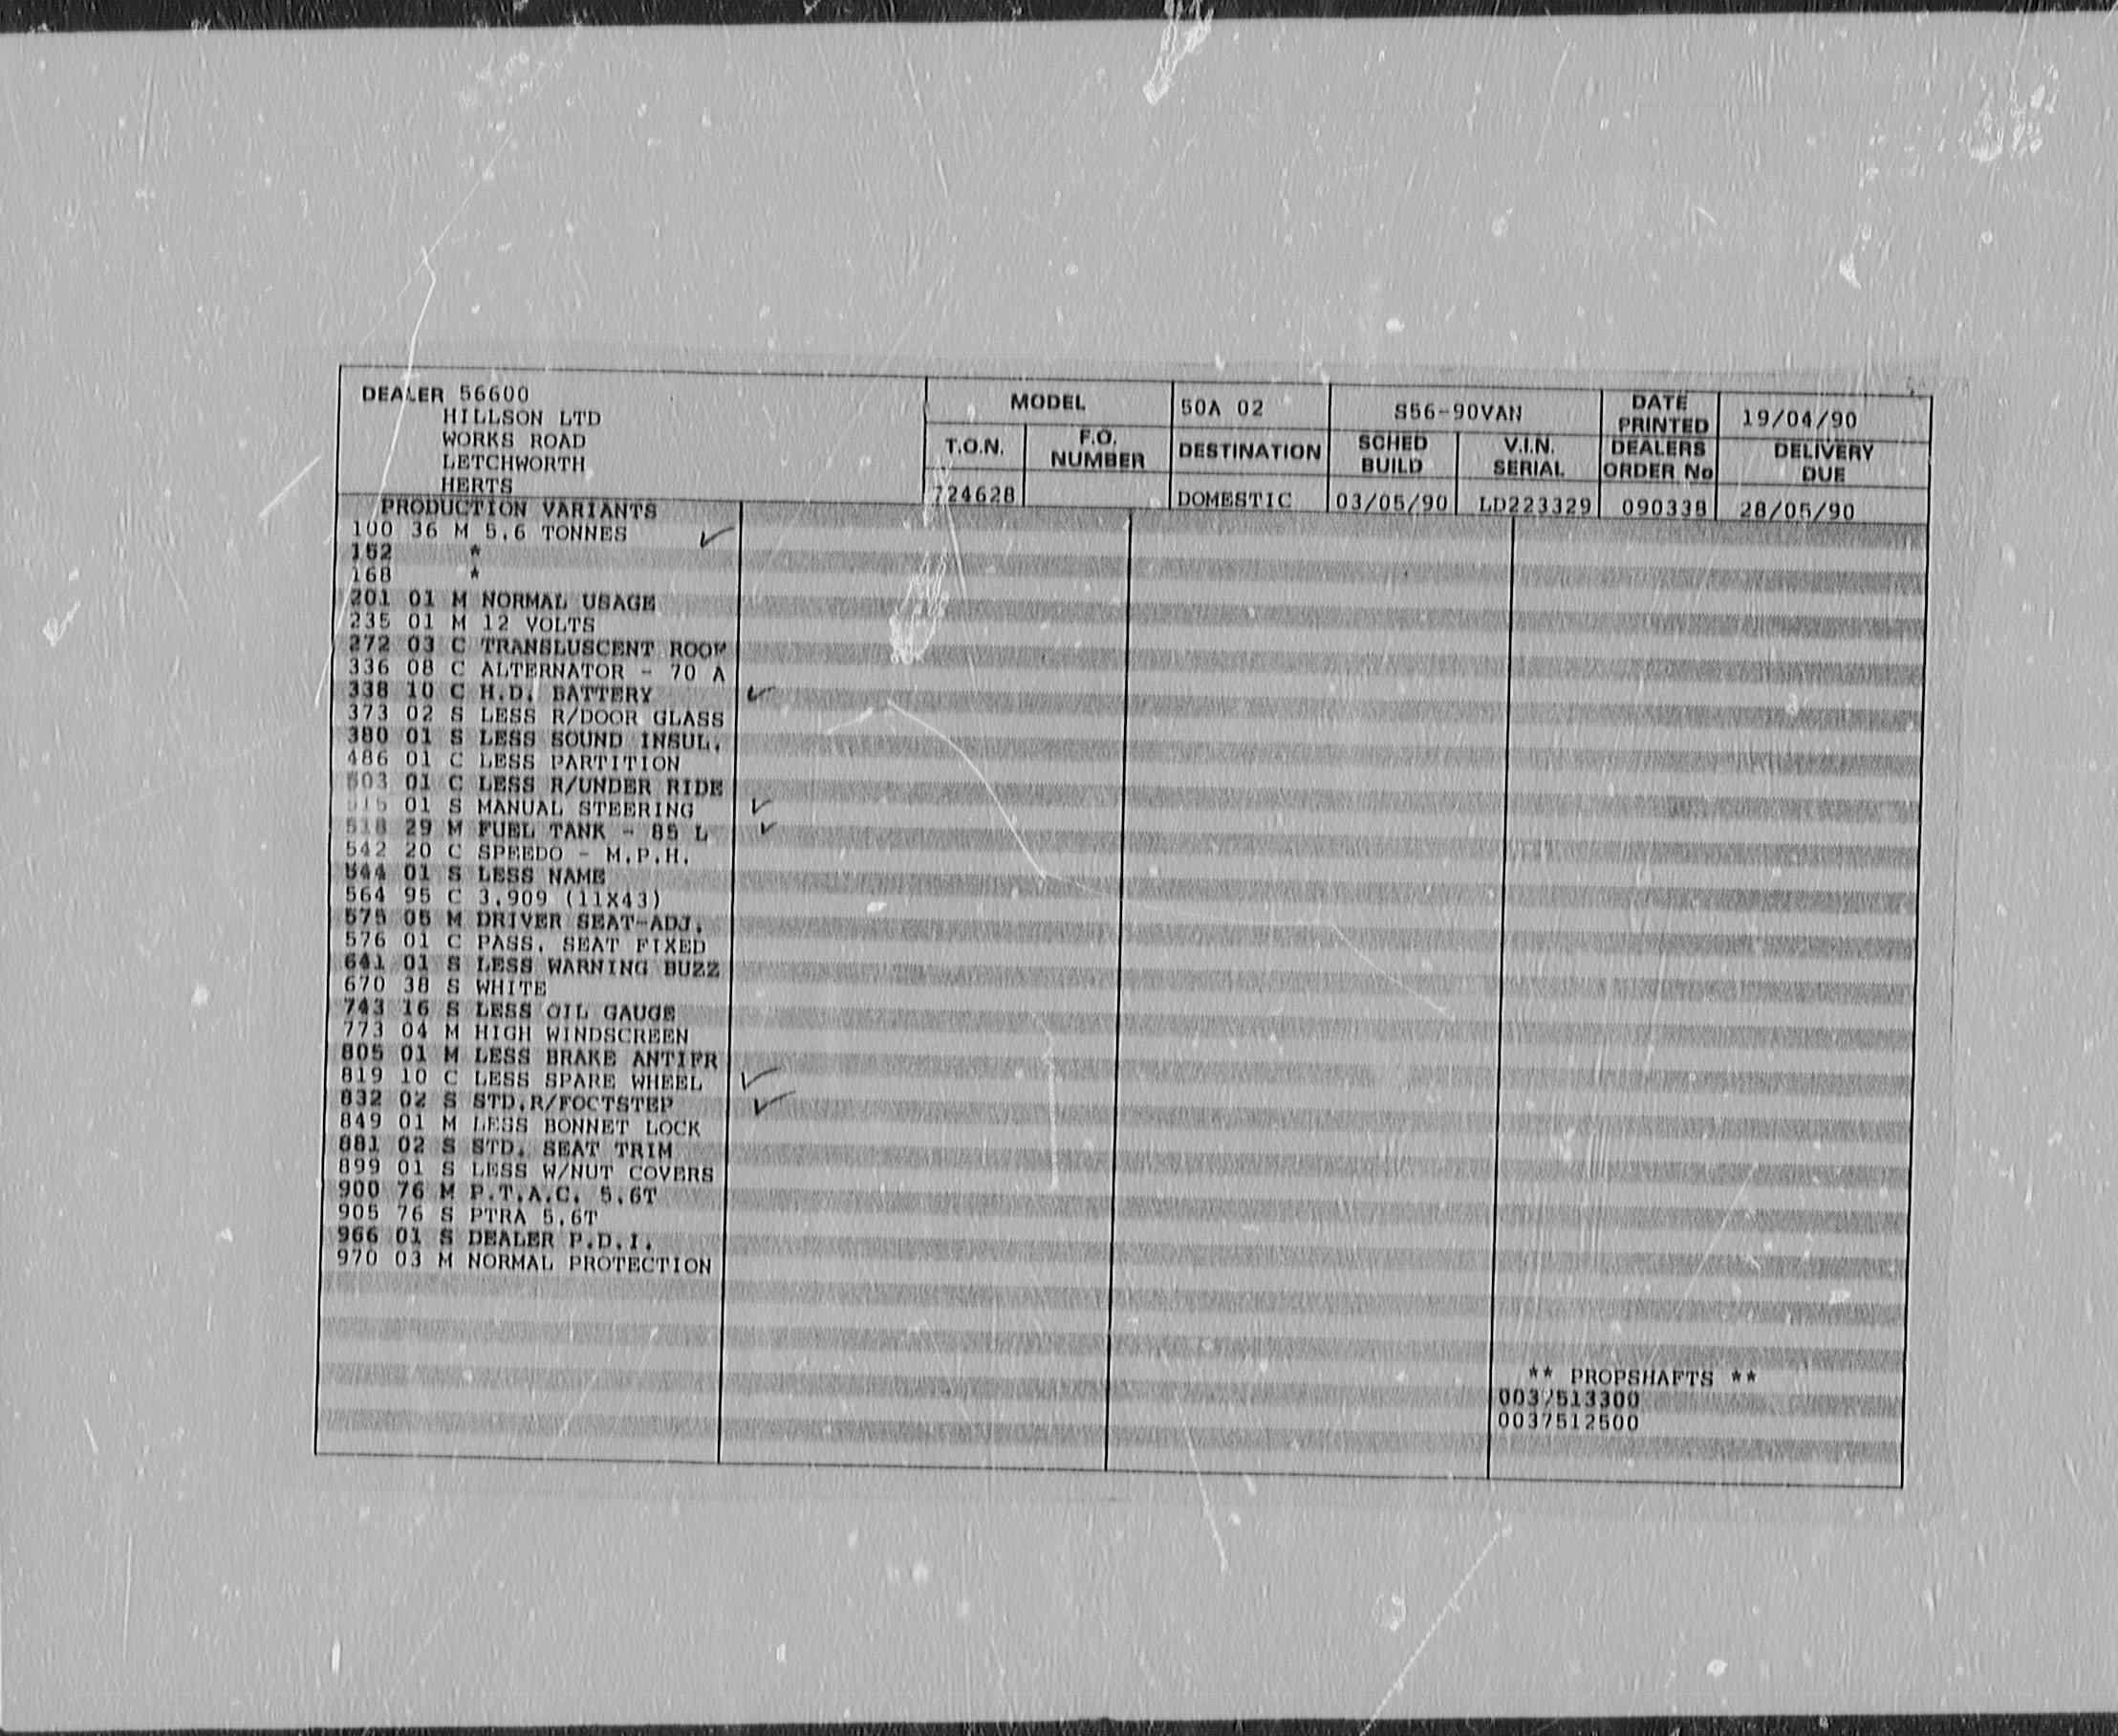 DEALER 56600
HILLSON LTD
WORKS ROAD
LETCHWORTH
HERTS
MODEL 50A 02 S56-90VAN DATE PRINTED 19/04/90
T.O.N. F.O. NUMBER DESTINATION SCHED BUILD V.I.N. SERIAL DEALERS ORDER No DELIVERY DUE
724628 DOMESTIC 03/05/90 LD223329 090338 28/05/90
PRODUCTION VARIANTS
100 36 M 5.6 TONNES ✓
152 *
168 *
201 01 M NORMAL USAGE
235 01 M 12 VOLTS
272 03 C TRANSLUSCENT ROOF
336 08 C ALTERNATOR - 70 A
338 10 C H.D. BATTERY ✓
373 02 S LESS R/DOOR GLASS
380 01 S LESS SOUND INSUL.
486 01 C LESS PARTITION
503 01 C LESS R/UNDER RIDE
515 01 S MANUAL STEERING ✓
518 29 M FUEL TANK - 85 L ✓
542 20 C SPEEDO - M.P.H.
544 01 S LESS NAME
564 95 C 3.909 (11X43)
575 05 M DRIVER SEAT-ADJ.
576 01 C PASS. SEAT FIXED
641 01 S LESS WARNING BUZZ
670 38 S WHITE
743 16 S LESS OIL GAUGE
773 04 M HIGH WINDSCREEN
805 01 M LESS BRAKE ANTIFR
819 10 C LESS SPARE WHEEL ✓
832 02 S STD.R/FOOTSTEP ✓
849 01 M LESS BONNET LOCK
881 02 S STD. SEAT TRIM
899 01 S LESS W/NUT COVERS
900 76 M P.T.A.C. 5.6T
905 76 S PTRA 5.6T
966 01 S DEALER P.D.I.
970 03 M NORMAL PROTECTION
** PROPSHAFTS **
0037513300
0037512500